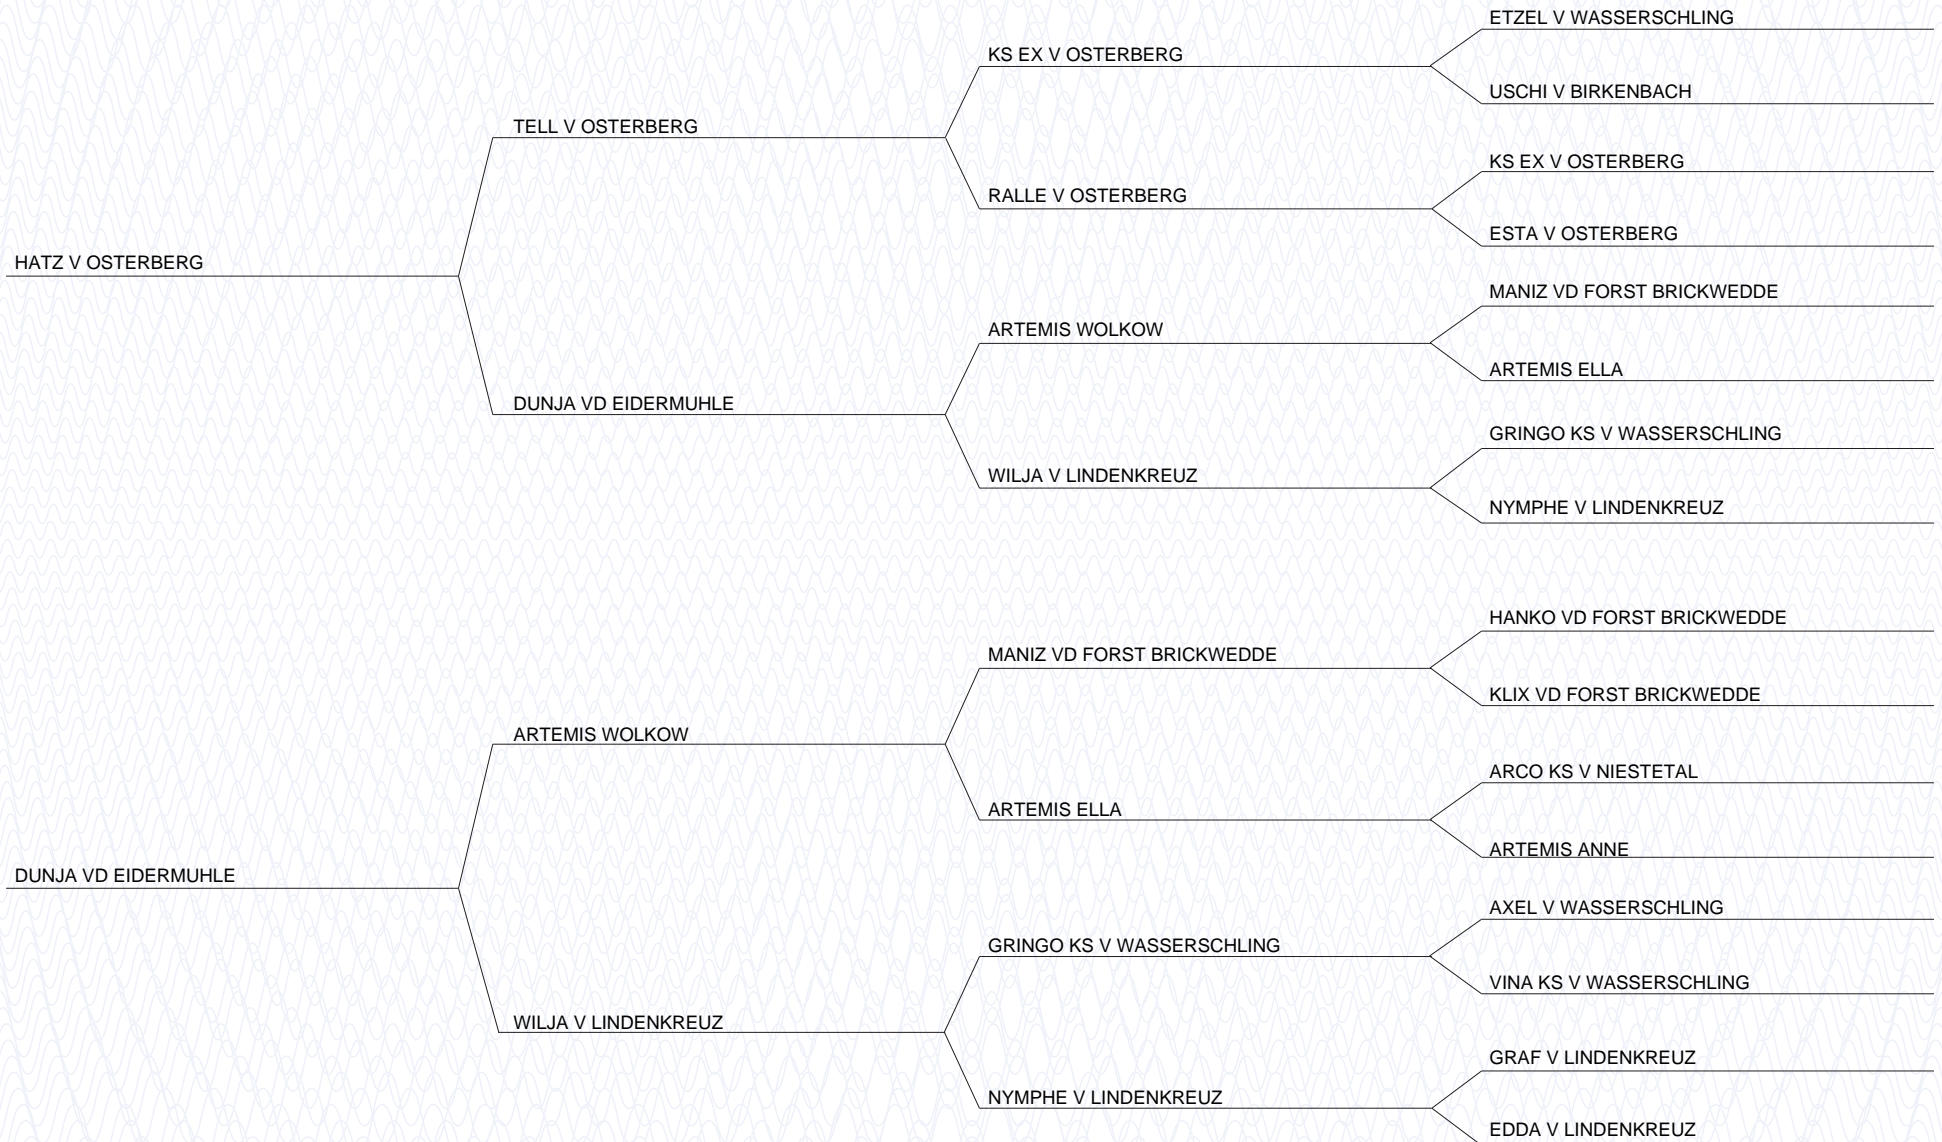 ETZEL V WASSERSCHLING
KS EX V OSTERBERG
USCHI V BIRKENBACH
TELL V OSTERBERG
KS EX V OSTERBERG
RALLE V OSTERBERG
ESTA V OSTERBERG
HATZ V OSTERBERG
MANIZ VD FORST BRICKWEDDE
ARTEMIS WOLKOW
ARTEMIS ELLA
DUNJA VD EIDERMUHLE
GRINGO KS V WASSERSCHLING
WILJA V LINDENKREUZ
NYMPHE V LINDENKREUZ
HANKO VD FORST BRICKWEDDE
MANIZ VD FORST BRICKWEDDE
KLIX VD FORST BRICKWEDDE
ARTEMIS WOLKOW
ARCO KS V NIESTETAL
ARTEMIS ELLA
ARTEMIS ANNE
DUNJA VD EIDERMUHLE
AXEL V WASSERSCHLING
GRINGO KS V WASSERSCHLING
VINA KS V WASSERSCHLING
WILJA V LINDENKREUZ
GRAF V LINDENKREUZ
NYMPHE V LINDENKREUZ
EDDA V LINDENKREUZ